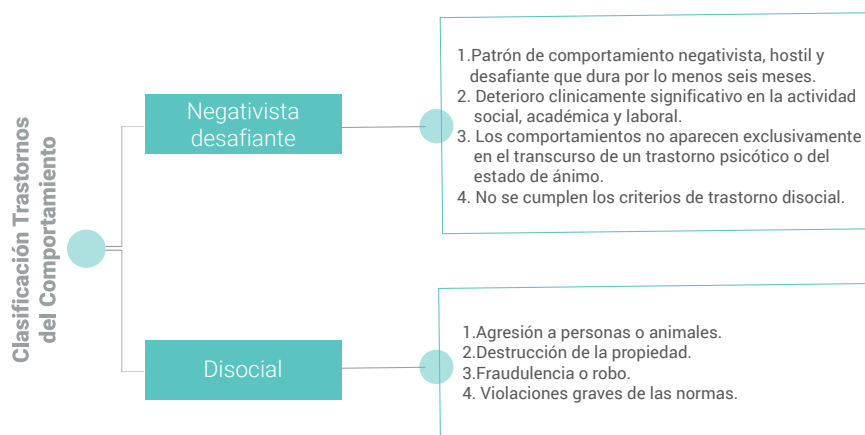 Clasificación Trastornos
del Comportamiento
Negativista
desafiante
1.Patrón de comportamiento negativista, hostil y
desafiante que dura por lo menos seis meses.
2. Deterioro clinicamente significativo en la actividad
social, académica y laboral.
3. Los comportamientos no aparecen exclusivamente
en el transcurso de un trastorno psicótico o del
estado de ánimo.
4. No se cumplen los criterios de trastorno disocial.
Disocial
1.Agresión a personas o animales.
2.Destrucción de la propiedad.
3.Fraudulencia o robo.
4. Violaciones graves de las normas.